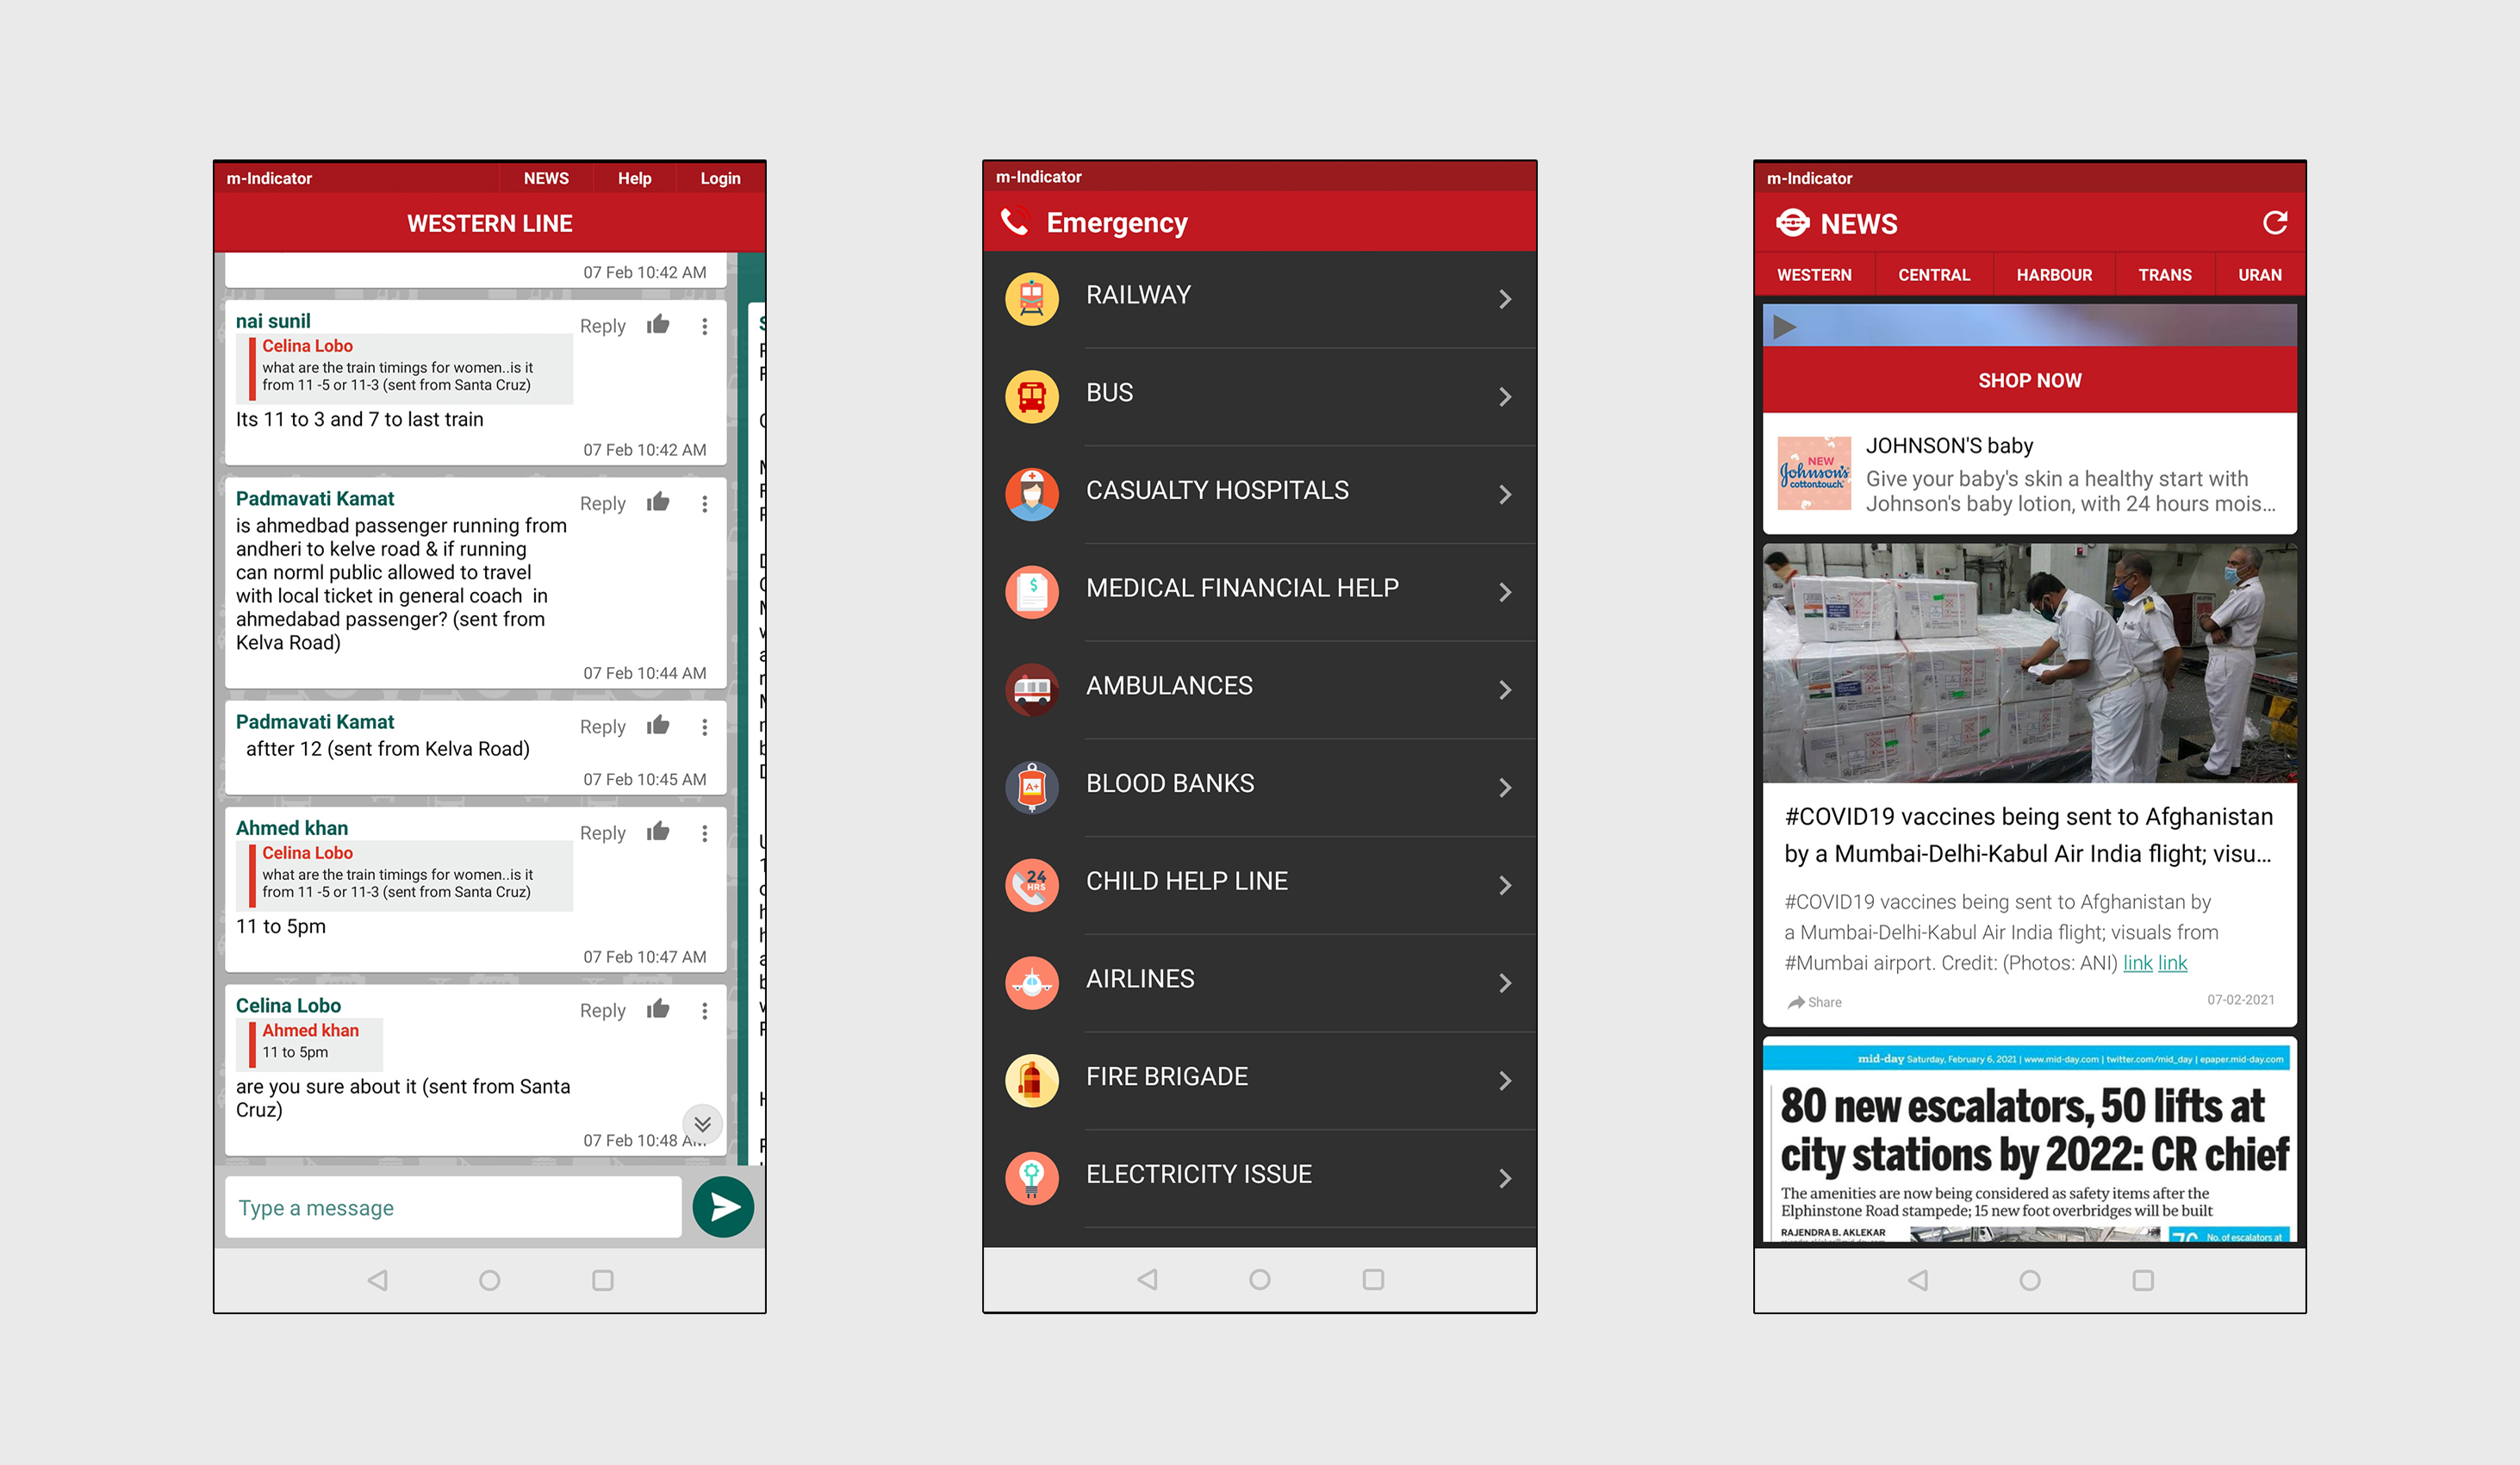 m-Indicator NEWS Help Login
WESTERN LINE
07 Feb 10:42 AM
nai sunil Reply
Celina Lobo
what are the train timings for women..is it
from 11 -5 or 11-3 (sent from Santa Cruz)
Its 11 to 3 and 7 to last train
07 Feb 10:42 AM
Padmavati Kamat Reply
is ahmedbad passenger running from
andheri to kelve road & if running
can norml public allowed to travel
with local ticket in general coach in
ahmedabad passenger? (sent from
Kelva Road)
07 Feb 10:44 AM
Padmavati Kamat Reply
aftter 12 (sent from Kelva Road)
07 Feb 10:45 AM
Ahmed khan Reply
Celina Lobo
what are the train timings for women..is it
from 11 -5 or 11-3 (sent from Santa Cruz)
11 to 5pm
07 Feb 10:47 AM
Celina Lobo Reply
Ahmed khan
11 to 5pm
are you sure about it (sent from Santa
Cruz)
07 Feb 10:48 AM
Type a message
m-Indicator
Emergency
RAILWAY
BUS
CASUALTY HOSPITALS
$
MEDICAL FINANCIAL HELP
AMBULANCES
A+
BLOOD BANKS
24
HRS
CHILD HELP LINE
AIRLINES
FIRE BRIGADE
ELECTRICITY ISSUE
m-Indicator
NEWS
WESTERN CENTRAL HARBOUR TRANS URAN
SHOP NOW
NEW
Johnson's
cottontouch
JOHNSON'S baby
Give your baby's skin a healthy start with
Johnson's baby lotion, with 24 hours mois...
#COVID19 vaccines being sent to Afghanistan
by a Mumbai-Delhi-Kabul Air India flight; visu...
#COVID19 vaccines being sent to Afghanistan by
a Mumbai-Delhi-Kabul Air India flight; visuals from
#Mumbai airport. Credit: (Photos: ANI) link link
Share 07-02-2021
mid-day Saturday, February 6, 2021 | www.mid-day.com | twitter.com/mid_day | epaper.mid-day.com
80 new escalators, 50 lifts at
city stations by 2022: CR chief
The amenities are now being considered as safety items after the
Elphinstone Road stampede; 15 new foot overbridges will be built
RAJENDRA B. AKLEKAR
No. of escalators at